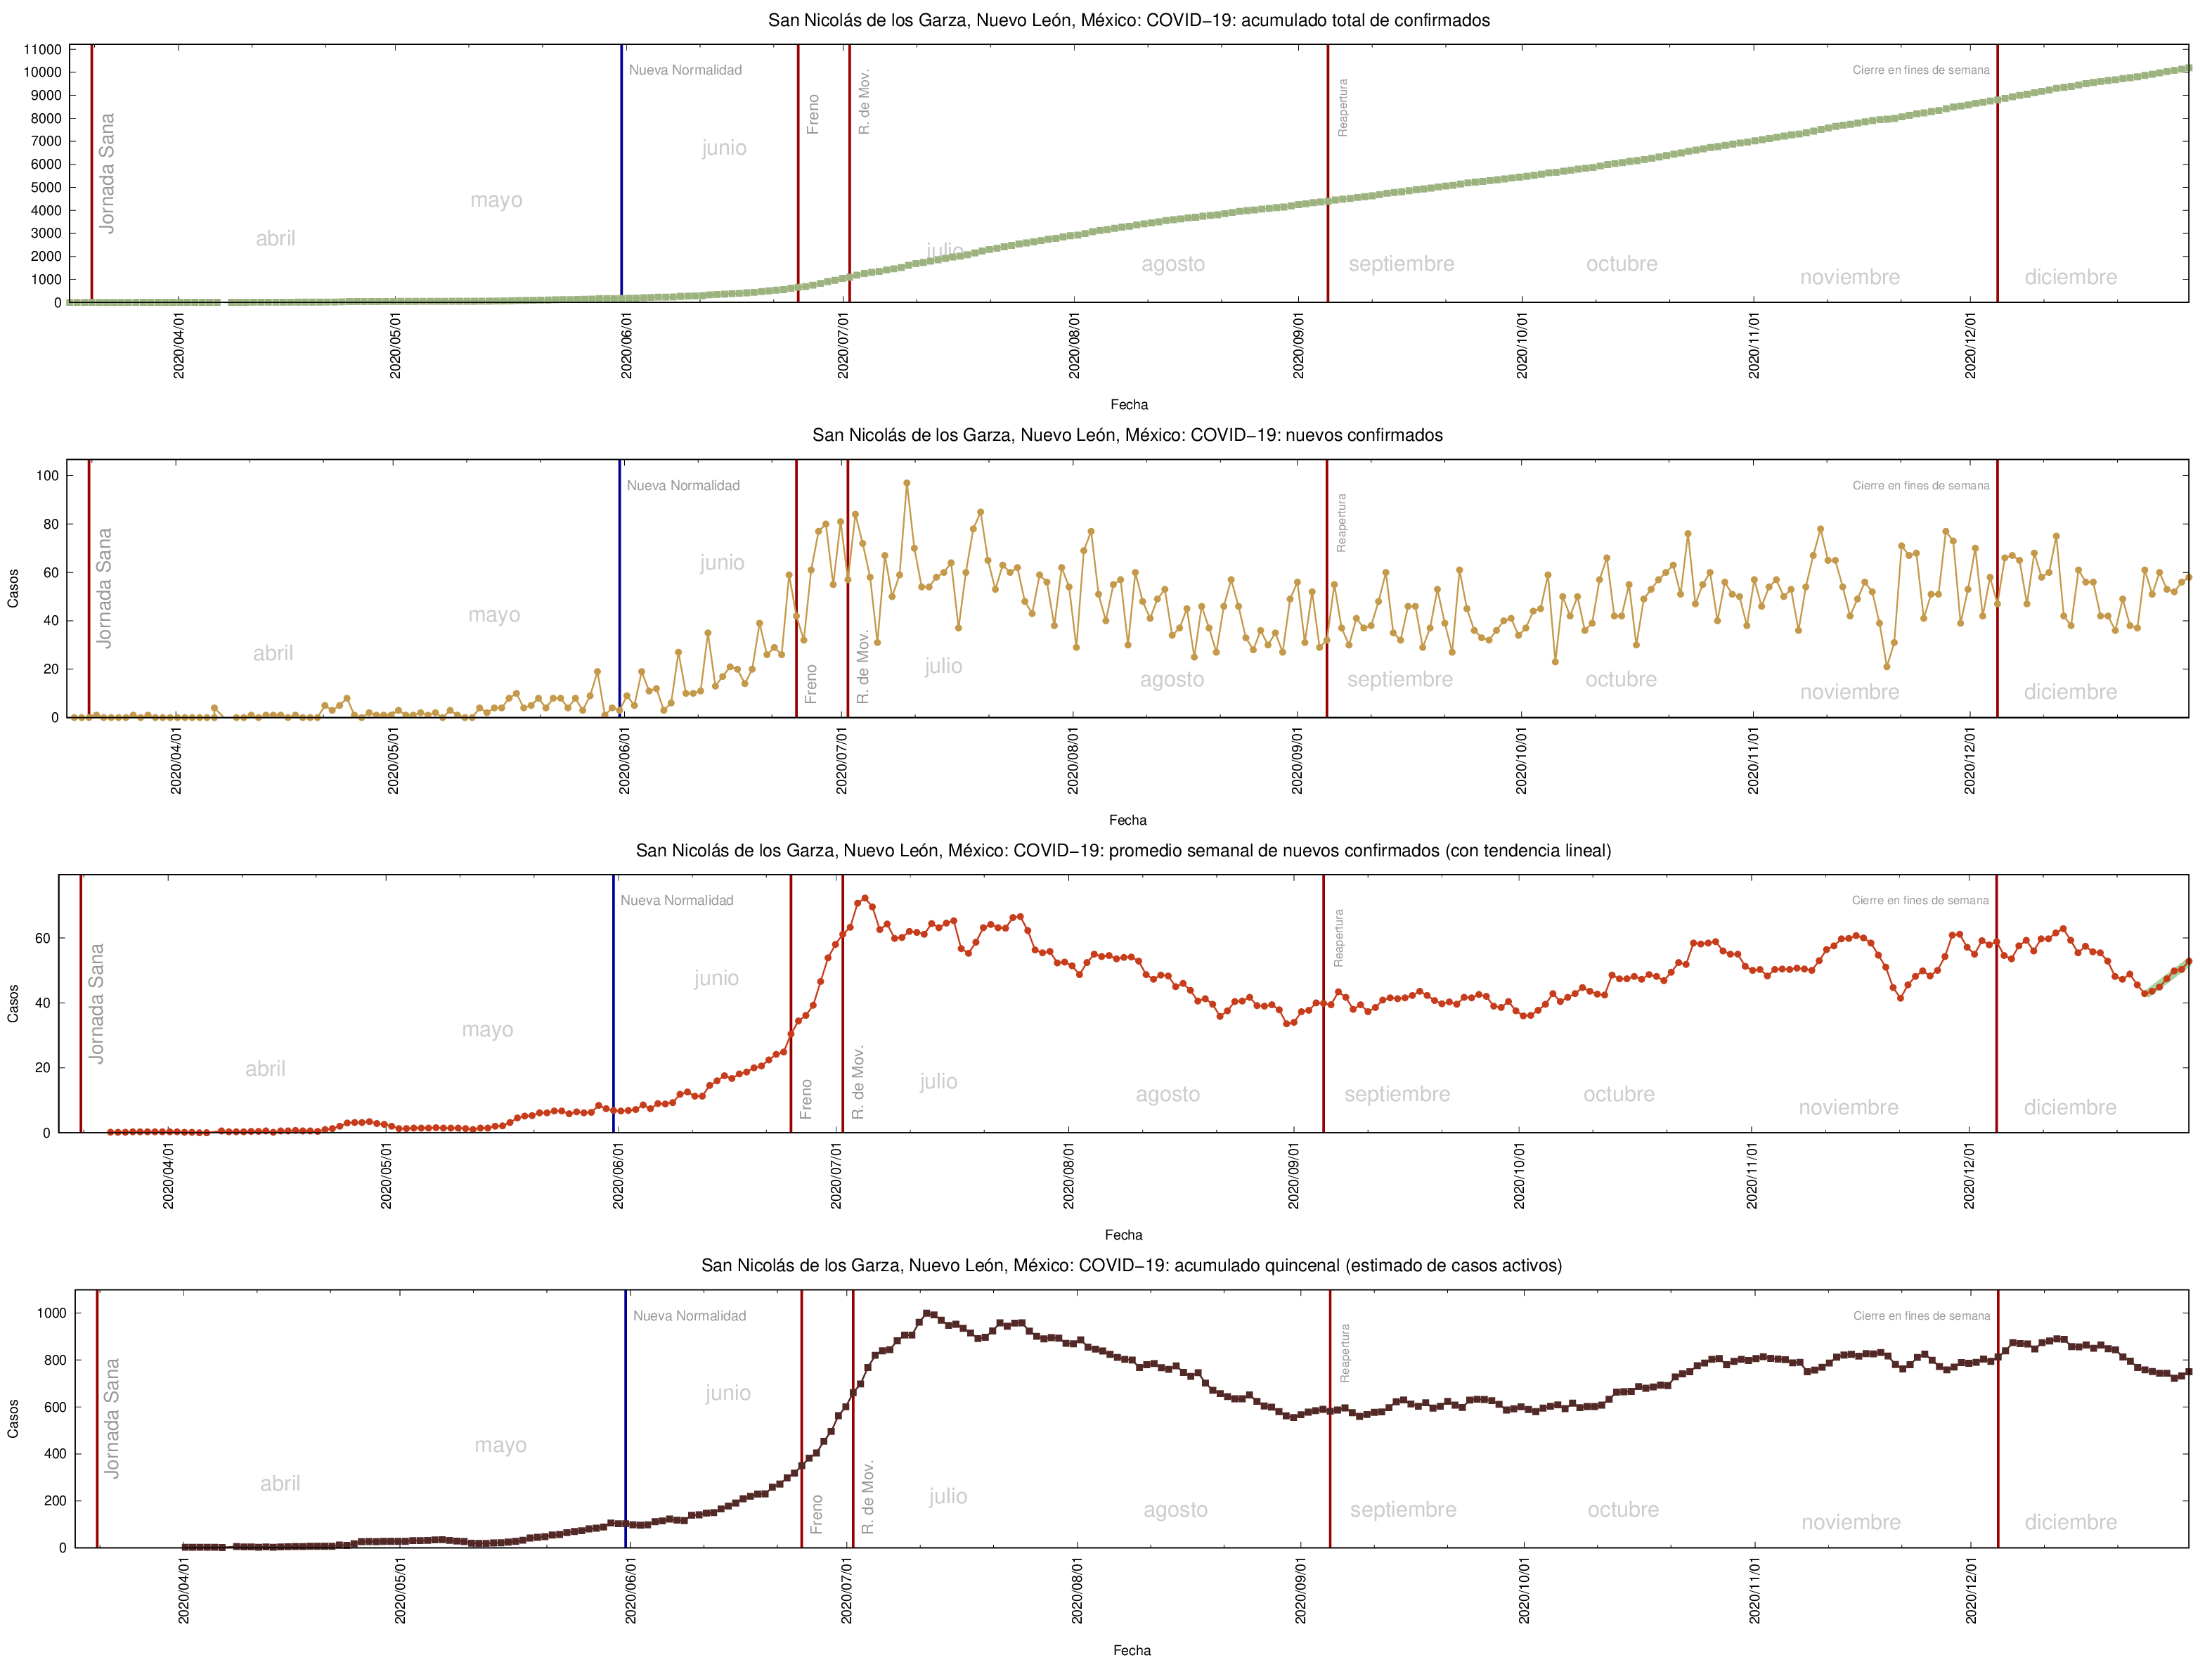 San Nicolás de los Garza, Nuevo León, México: COVID−19: acumulado total de confirmados
11000
10000
9000
8000
7000
6000
5000
4000
3000
2000
1000
0
Jornada Sana
abril
mayo
Nueva Normalidad
junio
Freno
R. de Mov.
julio
agosto
Reapertura
septiembre
octubre
noviembre
Cierre en fines de semana
diciembre
2020/04/01
2020/05/01
2020/06/01
2020/07/01
2020/08/01
2020/09/01
2020/10/01
2020/11/01
2020/12/01
Fecha
San Nicolás de los Garza, Nuevo León, México: COVID−19: nuevos confirmados
Casos
100
80
60
40
20
0
Jornada Sana
abril
mayo
Nueva Normalidad
junio
Freno
R. de Mov.
julio
agosto
Reapertura
septiembre
octubre
noviembre
Cierre en fines de semana
diciembre
2020/04/01
2020/05/01
2020/06/01
2020/07/01
2020/08/01
2020/09/01
2020/10/01
2020/11/01
2020/12/01
Fecha
San Nicolás de los Garza, Nuevo León, México: COVID−19: promedio semanal de nuevos confirmados (con tendencia lineal)
Casos
60
40
20
0
Jornada Sana
abril
mayo
Nueva Normalidad
junio
Freno
R. de Mov.
julio
agosto
Reapertura
septiembre
octubre
noviembre
Cierre en fines de semana
diciembre
2020/04/01
2020/05/01
2020/06/01
2020/07/01
2020/08/01
2020/09/01
2020/10/01
2020/11/01
2020/12/01
Fecha
San Nicolás de los Garza, Nuevo León, México: COVID−19: acumulado quincenal (estimado de casos activos)
Casos
1000
800
600
400
200
0
Jornada Sana
abril
mayo
Nueva Normalidad
junio
Freno
R. de Mov.
julio
agosto
Reapertura
septiembre
octubre
noviembre
Cierre en fines de semana
diciembre
2020/04/01
2020/05/01
2020/06/01
2020/07/01
2020/08/01
2020/09/01
2020/10/01
2020/11/01
2020/12/01
Fecha